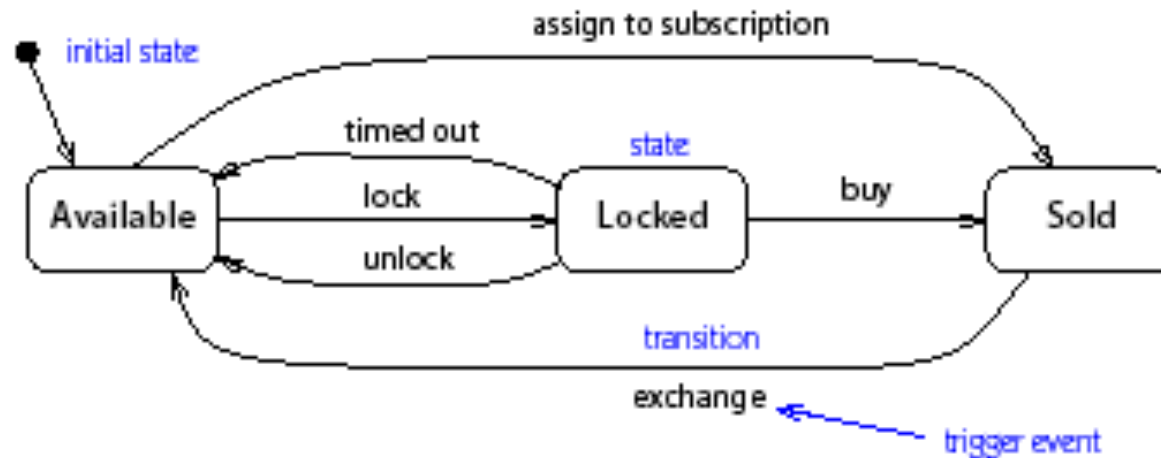 assign to subscription
initial state
timed out
state
Available
lock
Locked
buy
Sold
unlock
transition
exchange
trigger event